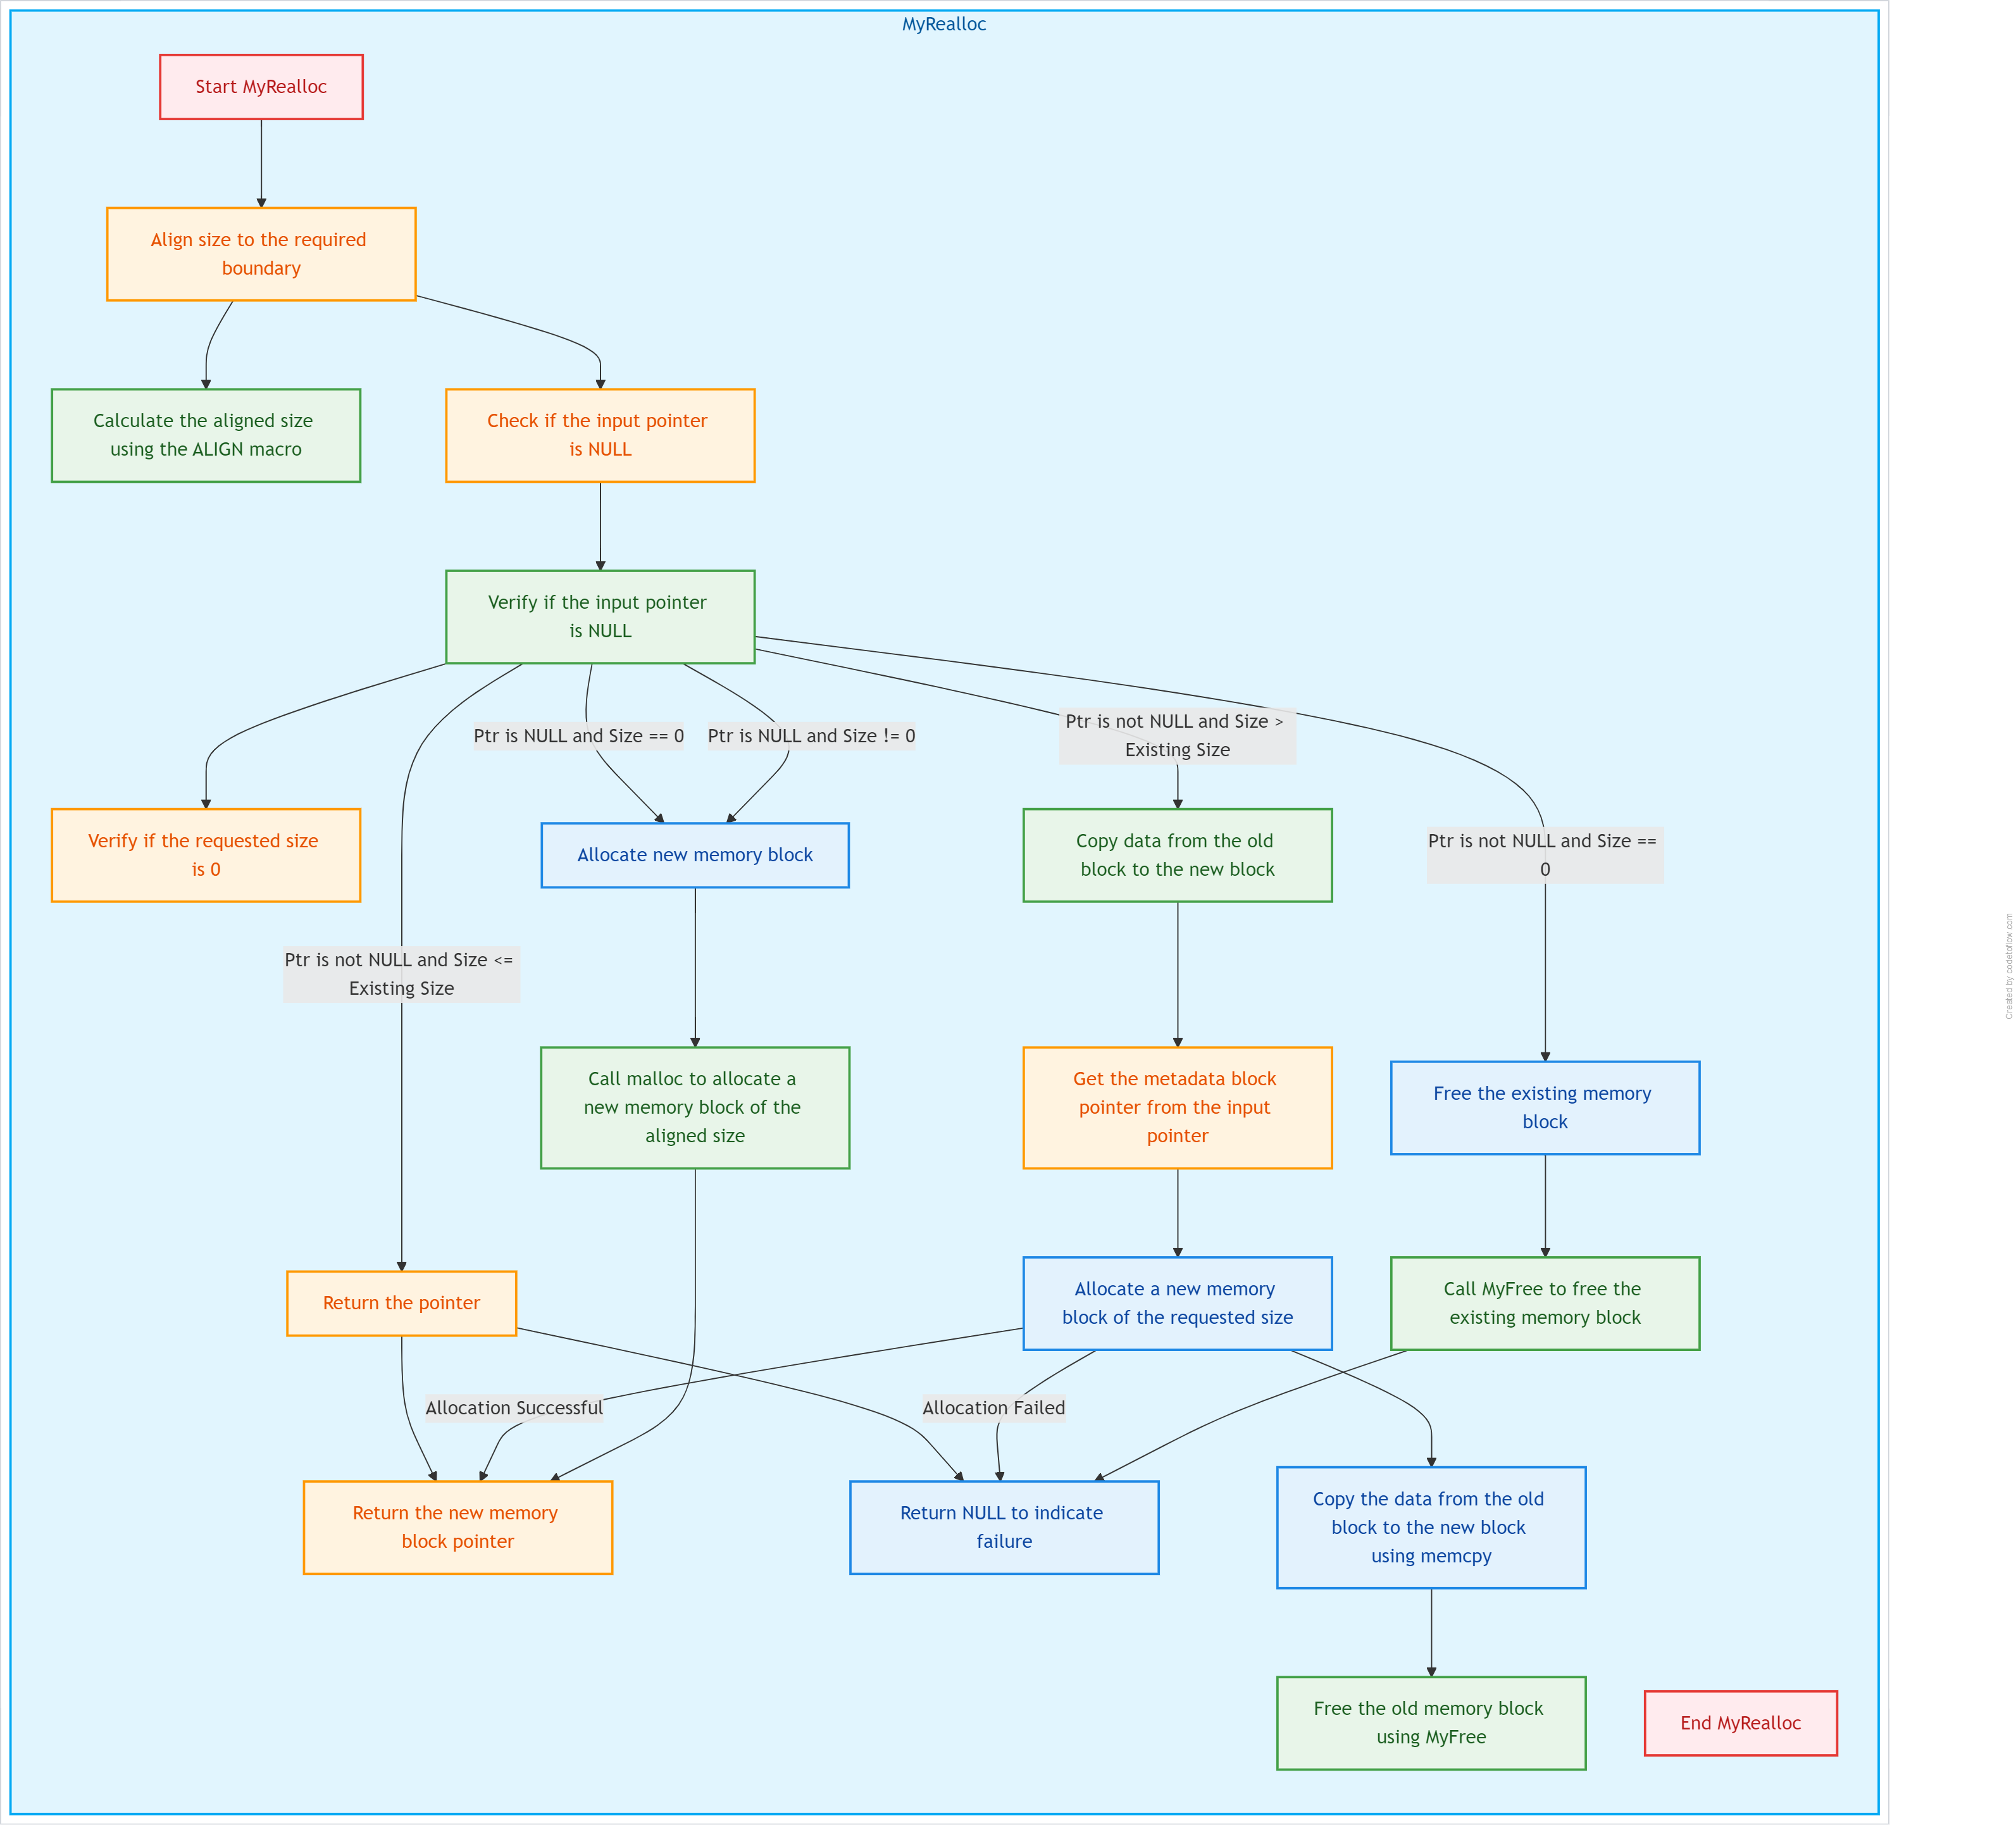 MyRealloc
Start MyRealloc
Align size to the required
boundary
Calculate the aligned size
using the ALIGN macro
Check if the input pointer
is NULL
Verify if the input pointer
is NULL
Ptr is NULL and Size == 0
Ptr is NULL and Size != 0
Ptr is not NULL and Size >
Existing Size
Verify if the requested size
is 0
Allocate new memory block
Copy data from the old
block to the new block
Ptr is not NULL and Size ==
0
Ptr is not NULL and Size <=
Existing Size
Call malloc to allocate a
new memory block of the
aligned size
Get the metadata block
pointer from the input
pointer
Free the existing memory
block
Return the pointer
Allocate a new memory
block of the requested size
Call MyFree to free the
existing memory block
Allocation Successful
Allocation Failed
Return the new memory
block pointer
Return NULL to indicate
failure
Copy the data from the old
block to the new block
using memcpy
Free the old memory block
using MyFree
End MyRealloc
Created by codetoflow.com